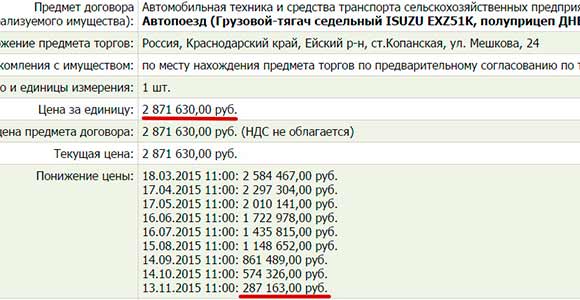 Предмет договора Автомобильная техника и средства транспорта сельскохозяйственных
ализуемого имущества): Автопоезд (Грузовой-тягач седельный ISUZU EXZ51K, полуприцеп
ожение предмета торгов: Россия, Краснодарский край, Ейский р-н, ст.Копанская, ул. Мешкова, 24
комления с имуществом: по месту нахождения предмета торгов по предварительному согласованию по
о и единицы измерения: 1 шт.
Цена за единицу: 2 871 630,00 руб.
цена предмета договора: 2 871 630,00 руб. (НДС не облагается)
Текущая цена: 2 871 630,00 руб.
Понижение цены: 18.03.2015 11:00: 2 584 467,00 руб.
17.04.2015 11:00: 2 297 304,00 руб.
17.05.2015 11:00: 2 010 141,00 руб.
16.06.2015 11:00: 1 722 978,00 руб.
16.07.2015 11:00: 1 435 815,00 руб.
15.08.2015 11:00: 1 148 652,00 руб.
14.09.2015 11:00: 861 489,00 руб.
14.10.2015 11:00: 574 326,00 руб.
13.11.2015 11:00: 287 163,00 руб.